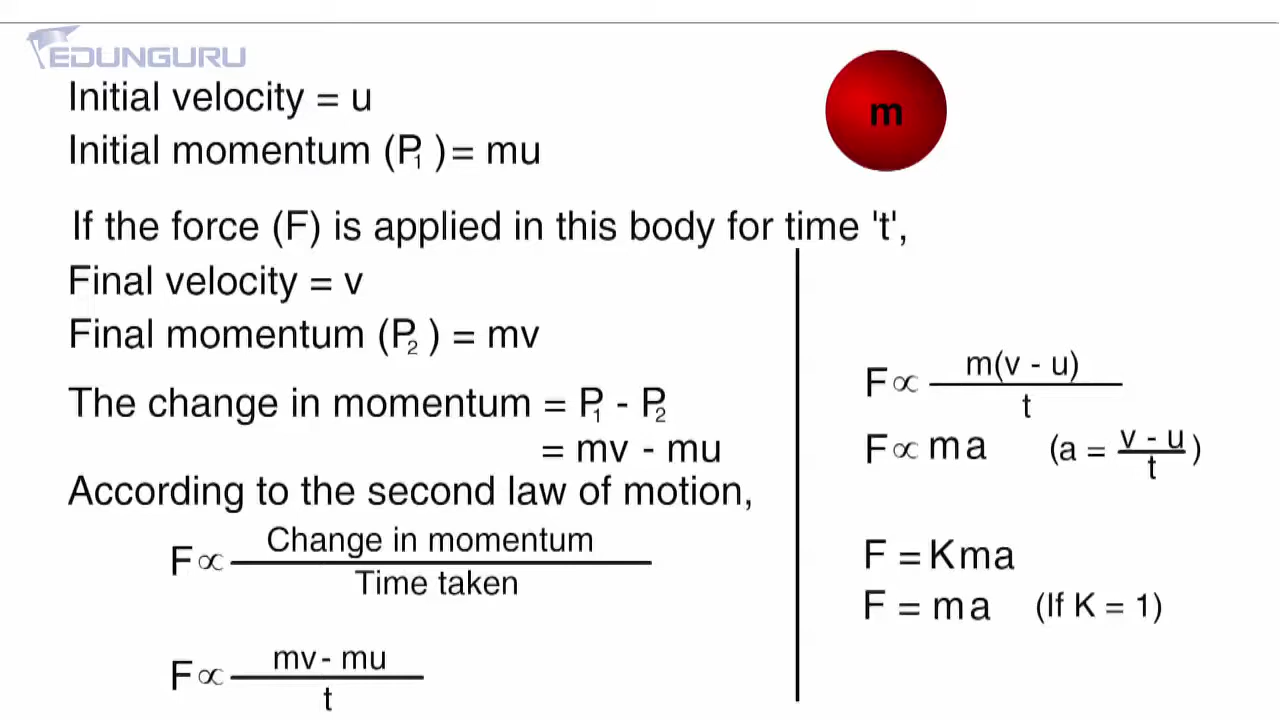 EDUNGURU
m
Initial velocity = u
Initial momentum (P₁ ) = mu
If the force (F) is applied in this body for time 't',
Final velocity = v
Final momentum (P₂ ) = mv
The change in momentum = P₁ - P₂
= mv - mu
According to the second law of motion,
F ∝ Change in momentum
Time taken
F ∝ mv - mu
t
F ∝ m(v - u)
t
F ∝ ma (a = v - u
t )
F = Kma
F = ma (If K = 1)